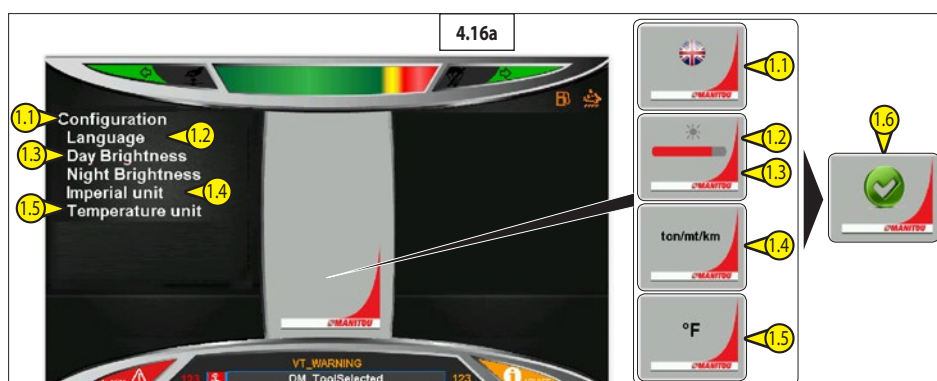 4.16a
1.1
Configuration
Language
1.2
1.3
Day Brightness
Night Brightness
Imperial unit
1.4
1.5
Temperature unit
MANITOU
VT_WARNING
123
DM_ToolSelected
123
MANITOU
1.1
1.2
MANITOU
1.3
ton/mt/km
MANITOU
1.4
°F
MANITOU
1.5
1.6
MANITOU